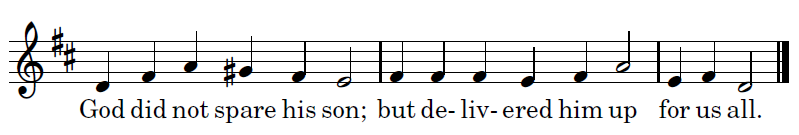 God did not spare his son; but de- liv- ered him up for us all.